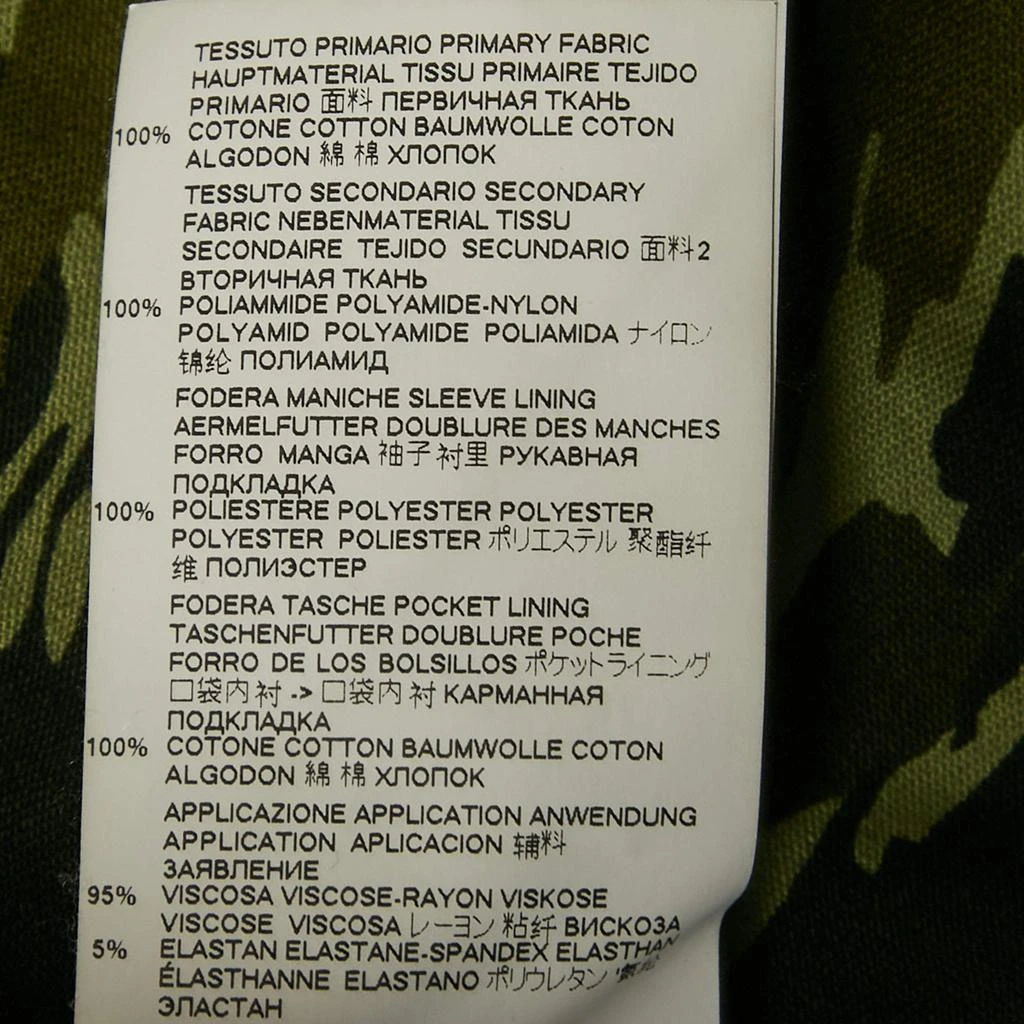 TESSUTO PRIMARIO PRIMARY FABRIC
HAUPTMATERIAL TISSU PRIMAIRE TEJIDO
PRIMARIO 面料 ПЕРВИЧНАЯ ТКАНЬ
100% COTONE COTTON BAUMWOLLE COTON
ALGODON 綿 棉 ХЛОПОК
TESSUTO SECONDARIO SECONDARY
FABRIC NEBENMATERIAL TISSU
SECONDAIRE TEJIDO SECUNDARIO 面料2
ВТОРИЧНАЯ ТКАНЬ
100% POLIAMMIDE POLYAMIDE-NYLON
POLYAMID POLYAMIDE POLIAMIDA ナイロン
锦纶 ПОЛИАМИД
FODERA MANICHE SLEEVE LINING
AERMELFUTTER DOUBLURE DES MANCHES
FORRO MANGA 袖子衬里 РУКАВНАЯ
ПОДКЛАДКА
100% POLIESTERE POLYESTER POLYESTER
POLYESTER POLIESTER ポリエステル 聚酯纤
维 ПОЛИЭСТЕР
FODERA TASCHE POCKET LINING
TASCHENFUTTER DOUBLURE POCHE
FORRO DE LOS BOLSILLOS ポケットライニング
口袋内衬 -> 口袋内衬 КАРМАННАЯ
ПОДКЛАДКА
100% COTONE COTTON BAUMWOLLE COTON
ALGODON 綿 棉 ХЛОПОК
APPLICAZIONE APPLICATION ANWENDUNG
APPLICATION APLICACION 辅料
ЗАЯВЛЕНИЕ
95% VISCOSA VISCOSE-RAYON VISKOSE
VISCOSE VISCOSA レーヨン 粘纤 ВИСКОЗА
5% ELASTAN ELASTANE-SPANDEX ELASTHAN
ÉLASTHANNE ELASTANO ポリウレタン
ЭЛАСТАН